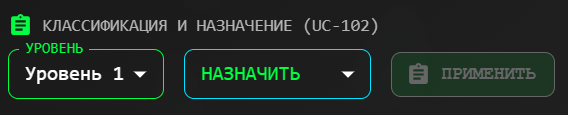 КЛАССИФИКАЦИЯ И НАЗНАЧЕНИЕ (UC-102)
УРОВЕНЬ
Уровень 1 НАЗНАЧИТЬ ПРИМЕНИТЬ